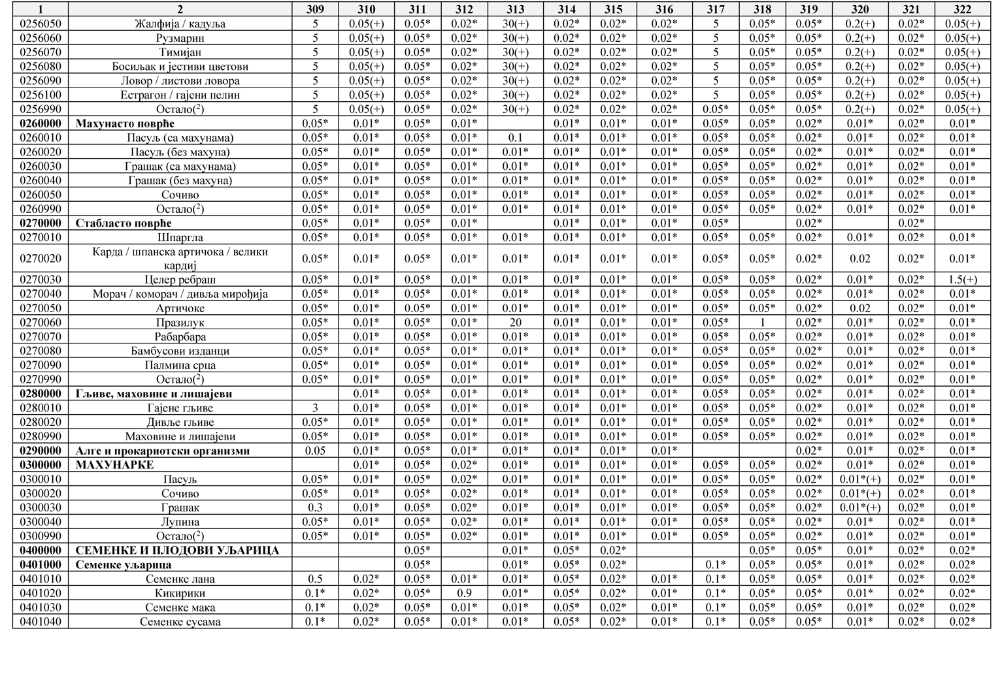 1 2 309 310 311 312 313 314 315 316 317 318 319 320 321 322
0256050 Жалфија / кадуља 5 0.05(+) 0.05* 0.02* 30(+) 0.02* 0.02* 0.02* 5 0.05* 0.05* 0.2(+) 0.02* 0.05(+)
0256060 Рузмарин 5 0.05(+) 0.05* 0.02* 30(+) 0.02* 0.02* 0.02* 5 0.05* 0.05* 0.2(+) 0.02* 0.05(+)
0256070 Тимијан 5 0.05(+) 0.05* 0.02* 30(+) 0.02* 0.02* 0.02* 5 0.05* 0.05* 0.2(+) 0.02* 0.05(+)
0256080 Босиљак и јестиви цветови 5 0.05(+) 0.05* 0.02* 30(+) 0.02* 0.02* 0.02* 5 0.05* 0.05* 0.2(+) 0.02* 0.05(+)
0256090 Ловор / листови ловора 5 0.05(+) 0.05* 0.02* 30(+) 0.02* 0.02* 0.02* 5 0.05* 0.05* 0.2(+) 0.02* 0.05(+)
0256100 Естрагон / гајени пелин 5 0.05(+) 0.05* 0.02* 30(+) 0.02* 0.02* 0.02* 5 0.05* 0.05* 0.2(+) 0.02* 0.05(+)
0256990 Остало(²) 5 0.05(+) 0.05* 0.02* 30(+) 0.02* 0.02* 0.02* 0.05* 0.05* 0.05* 0.2(+) 0.02* 0.05(+)
0260000 Махунасто поврће 0.05* 0.01* 0.05* 0.01* 0.01* 0.01* 0.01* 0.05* 0.05* 0.02* 0.01* 0.02* 0.01*
0260010 Пасуљ (са махунама) 0.05* 0.01* 0.05* 0.01* 0.1 0.01* 0.01* 0.01* 0.05* 0.05* 0.02* 0.01* 0.02* 0.01*
0260020 Пасуљ (без махуна) 0.05* 0.01* 0.05* 0.01* 0.01* 0.01* 0.01* 0.01* 0.05* 0.05* 0.02* 0.01* 0.02* 0.01*
0260030 Грашак (са махунама) 0.05* 0.01* 0.05* 0.01* 0.01* 0.01* 0.01* 0.01* 0.05* 0.05* 0.02* 0.01* 0.02* 0.01*
0260040 Грашак (без махуна) 0.05* 0.01* 0.05* 0.01* 0.01* 0.01* 0.01* 0.01* 0.05* 0.05* 0.02* 0.01* 0.02* 0.01*
0260050 Сочиво 0.05* 0.01* 0.05* 0.01* 0.01* 0.01* 0.01* 0.01* 0.05* 0.05* 0.02* 0.01* 0.02* 0.01*
0260990 Остало(²) 0.05* 0.01* 0.05* 0.01* 0.01* 0.01* 0.01* 0.01* 0.05* 0.05* 0.02* 0.01* 0.02* 0.01*
0270000 Стабласто поврће 0.05* 0.01* 0.05* 0.01* 0.01* 0.01* 0.01* 0.05* 0.02* 0.02*
0270010 Шпаргла 0.05* 0.01* 0.05* 0.01* 0.01* 0.01* 0.01* 0.01* 0.05* 0.05* 0.02* 0.01* 0.02* 0.01*
0270020 Карда / шпанска артичока / велики
кардиј 0.05* 0.01* 0.05* 0.01* 0.01* 0.01* 0.01* 0.01* 0.05* 0.05* 0.02* 0.02 0.02* 0.01*
0270030 Целер ребраш 0.05* 0.01* 0.05* 0.01* 0.01* 0.01* 0.01* 0.01* 0.05* 0.05* 0.02* 0.01* 0.02* 1.5(+)
0270040 Морач / коморач / дивља мирођија 0.05* 0.01* 0.05* 0.01* 0.01* 0.01* 0.01* 0.01* 0.05* 0.05* 0.02* 0.01* 0.02* 0.01*
0270050 Артичоке 0.05* 0.01* 0.05* 0.01* 0.01* 0.01* 0.01* 0.01* 0.05* 0.05* 0.02* 0.02 0.02* 0.01*
0270060 Празилук 0.05* 0.01* 0.05* 0.01* 20 0.01* 0.01* 0.01* 0.05* 1 0.02* 0.01* 0.02* 0.01*
0270070 Рабарбара 0.05* 0.01* 0.05* 0.01* 0.01* 0.01* 0.01* 0.01* 0.05* 0.05* 0.02* 0.01* 0.02* 0.01*
0270080 Бамбусови изданци 0.05* 0.01* 0.05* 0.01* 0.01* 0.01* 0.01* 0.01* 0.05* 0.05* 0.02* 0.01* 0.02* 0.01*
0270090 Палмина срца 0.05* 0.01* 0.05* 0.01* 0.01* 0.01* 0.01* 0.01* 0.05* 0.05* 0.02* 0.01* 0.02* 0.01*
0270990 Остало(²) 0.05* 0.01* 0.05* 0.01* 0.01* 0.01* 0.01* 0.01* 0.05* 0.05* 0.02* 0.01* 0.02* 0.01*
0280000 Гљиве, маховине и лишајеви 0.01* 0.05* 0.01* 0.01* 0.01* 0.01* 0.01* 0.05* 0.05* 0.02* 0.01* 0.02* 0.01*
0280010 Гајене гљиве 3 0.01* 0.05* 0.01* 0.01* 0.01* 0.01* 0.01* 0.05* 0.05* 0.02* 0.01* 0.02* 0.01*
0280020 Дивље гљиве 0.05* 0.01* 0.05* 0.01* 0.01* 0.01* 0.01* 0.01* 0.05* 0.05* 0.02* 0.01* 0.02* 0.01*
0280990 Маховине и лишајеви 0.05* 0.01* 0.05* 0.01* 0.01* 0.01* 0.01* 0.01* 0.05* 0.05* 0.02* 0.01* 0.02* 0.01*
0290000 Алге и прокариотски организми 0.05 0.01* 0.05* 0.01* 0.01* 0.01* 0.01* 0.01* 0.02* 0.01* 0.02* 0.01*
0300000 МАХУНАРКЕ 0.01* 0.05* 0.02* 0.01* 0.01* 0.01* 0.01* 0.05* 0.05* 0.02* 0.01* 0.02* 0.01*
0300010 Пасуљ 0.05* 0.01* 0.05* 0.02* 0.01* 0.01* 0.01* 0.01* 0.05* 0.05* 0.02* 0.01*(+) 0.02* 0.01*
0300020 Сочиво 0.05* 0.01* 0.05* 0.02* 0.01* 0.01* 0.01* 0.01* 0.05* 0.05* 0.02* 0.01*(+) 0.02* 0.01*
0300030 Грашак 0.3 0.01* 0.05* 0.02* 0.01* 0.01* 0.01* 0.01* 0.05* 0.05* 0.02* 0.01*(+) 0.02* 0.01*
0300040 Лупина 0.05* 0.01* 0.05* 0.02* 0.01* 0.01* 0.01* 0.01* 0.05* 0.05* 0.02* 0.01* 0.02* 0.01*
0300990 Остало(²) 0.05* 0.01* 0.05* 0.02* 0.01* 0.01* 0.01* 0.01* 0.05* 0.05* 0.02* 0.01* 0.02* 0.01*
0400000 СЕМЕНКЕ И ПЛОДОВИ УЉАРИЦА 0.05* 0.01* 0.05* 0.02* 0.05* 0.05* 0.01* 0.02* 0.02*
0401000 Семенке уљарица 0.05* 0.01* 0.05* 0.02* 0.1* 0.05* 0.05* 0.01* 0.02* 0.02*
0401010 Семенке лана 0.5 0.02* 0.05* 0.01* 0.01* 0.05* 0.02* 0.01* 0.1* 0.05* 0.05* 0.01* 0.02* 0.02*
0401020 Кикирики 0.1* 0.02* 0.05* 0.9 0.01* 0.05* 0.02* 0.01* 0.1* 0.05* 0.05* 0.01* 0.02* 0.02*
0401030 Семенке мака 0.1* 0.02* 0.05* 0.01* 0.01* 0.05* 0.02* 0.01* 0.1* 0.05* 0.05* 0.01* 0.02* 0.02*
0401040 Семенке сусама 0.1* 0.02* 0.05* 0.01* 0.01* 0.05* 0.02* 0.01* 0.1* 0.05* 0.05* 0.01* 0.02* 0.02*